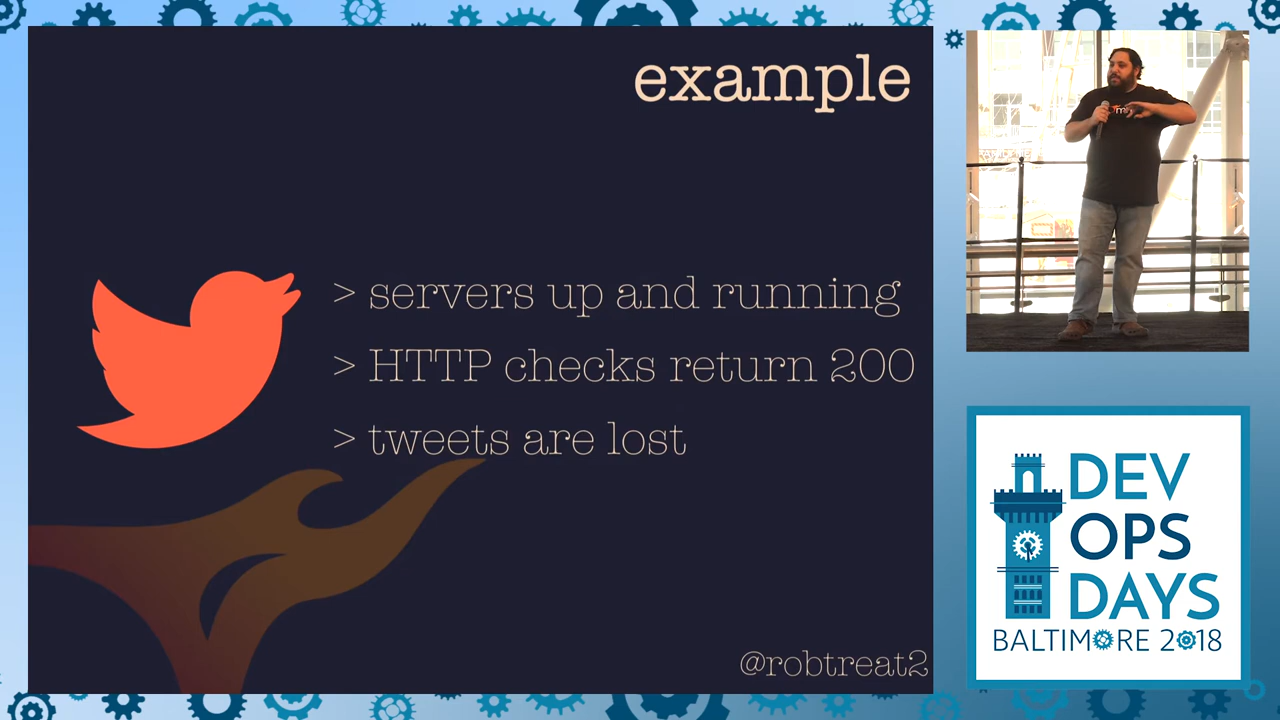 example
> servers up and running
> HTTP checks return 200
> tweets are lost
@robtreat2
DEV
OPS
DAYS
BALTIMORE 2018